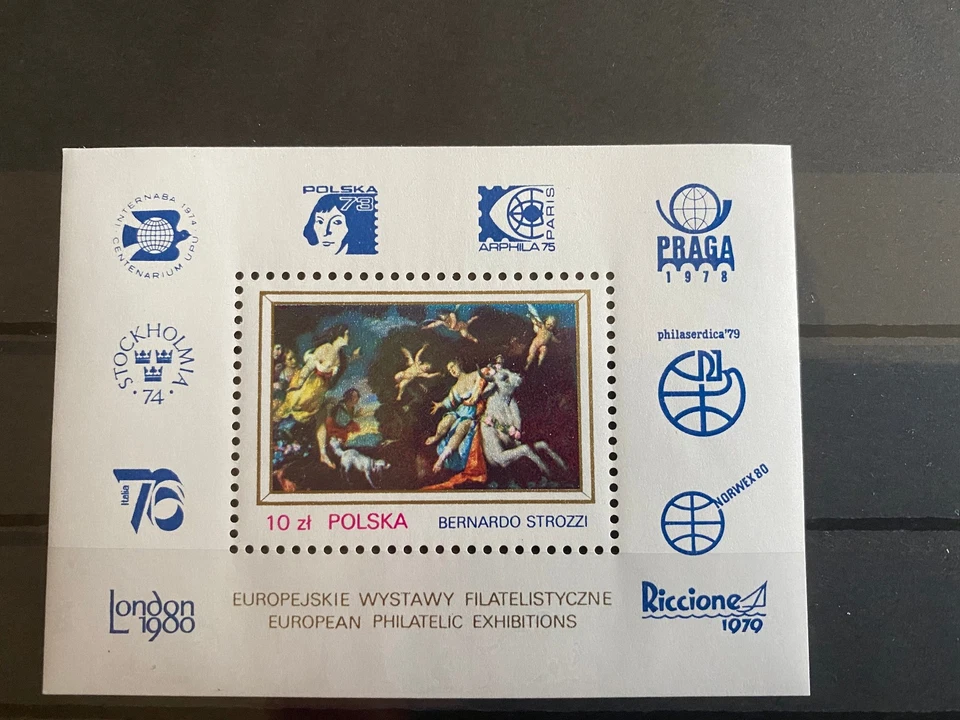 INTERNABA 1974
CENTENARIUM UPU
POLSKA
73
ARPHILA 75
PARIS
PRAGA
1978
STOCKHOLMIA
74
philaserdica'79
Italia
76
NORWEX 80
10 zł POLSKA BERNARDO STROZZI
London
1980
EUROPEJSKIE WYSTAWY FILATELISTYCZNE
EUROPEAN PHILATELIC EXHIBITIONS
Riccione
1979